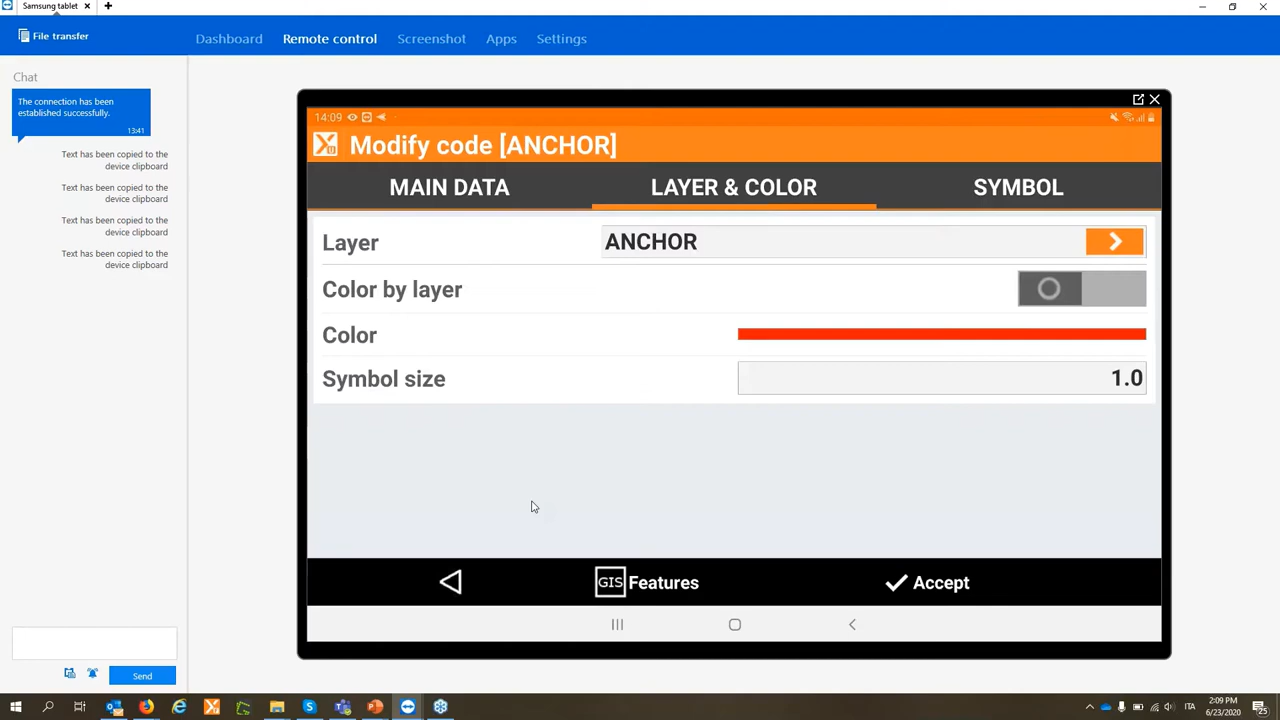 Samsung tablet
File transfer
Dashboard
Remote control
Screenshot
Apps
Settings
Chat
The connection has been
established successfully.
13:41
Text has been copied to the
device clipboard
Text has been copied to the
device clipboard
Text has been copied to the
device clipboard
Text has been copied to the
device clipboard
Send
14:09
Modify code [ANCHOR]
MAIN DATA
LAYER & COLOR
SYMBOL
Layer
ANCHOR
Color by layer
Color
Symbol size
1.0
GIS Features
Accept
ITA
2:09 PM
6/23/2020
25